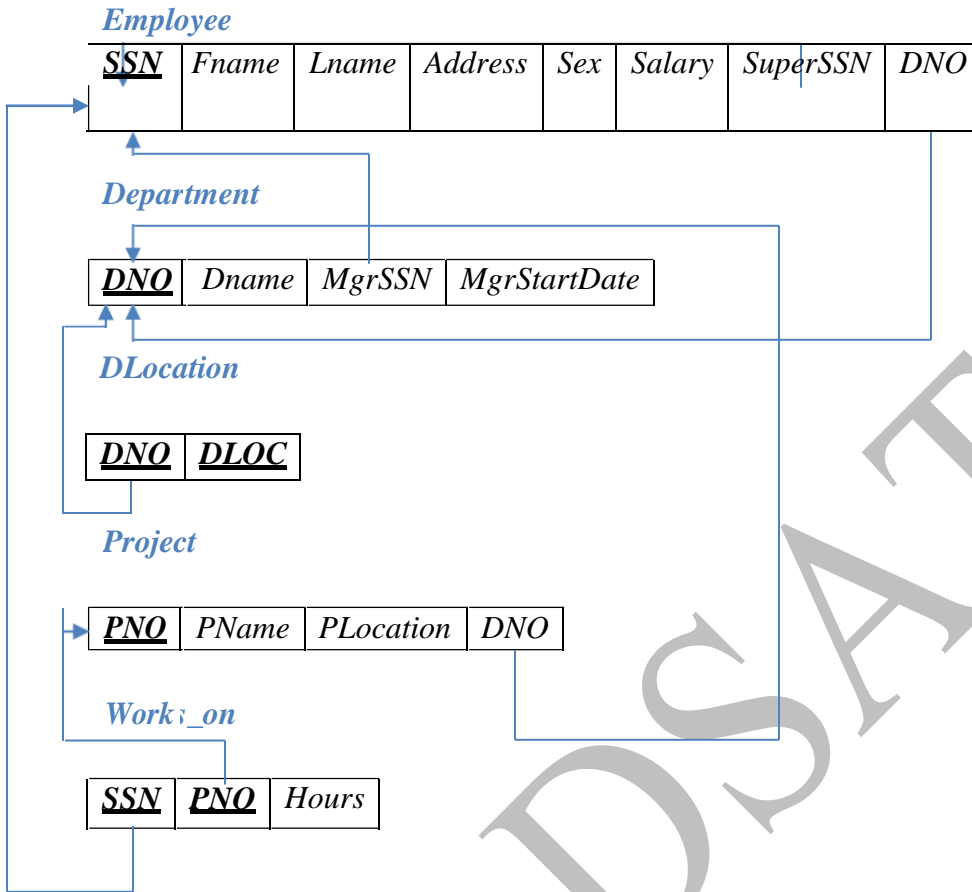 Employee
SSN Fname Lname Address Sex Salary SuperSSN DNO
Department
DNO Dname MgrSSN MgrStartDate
DLocation
DNO DLOC
Project
PNO PName PLocation DNO
Works_on
SSN PNO Hours
DSAT